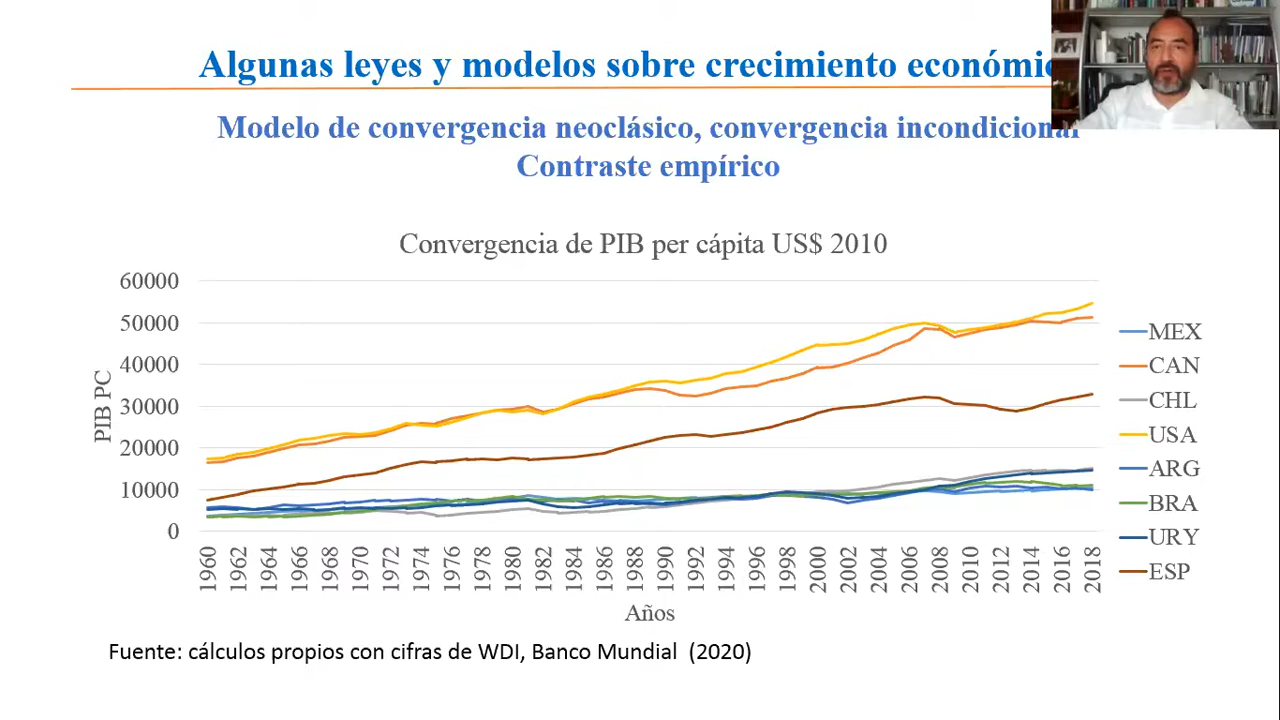 Algunas leyes y modelos sobre crecimiento
Modelo de convergencia neoclásico, convergencia incondicional
Contraste empírico
Convergencia de PIB per cápita US$ 2010
60000
50000
40000
30000
20000
10000
0
PIB PC
1960 1962 1964 1966 1968 1970 1972 1974 1976 1978 1980 1982 1984 1986 1988 1990 1992 1994 1996 1998 2000 2002 2004 2006 2008 2010 2012 2014 2016 2018
Años
MEX
CAN
CHL
USA
ARG
BRA
URY
ESP
Fuente: cálculos propios con cifras de WDI, Banco Mundial (2020)